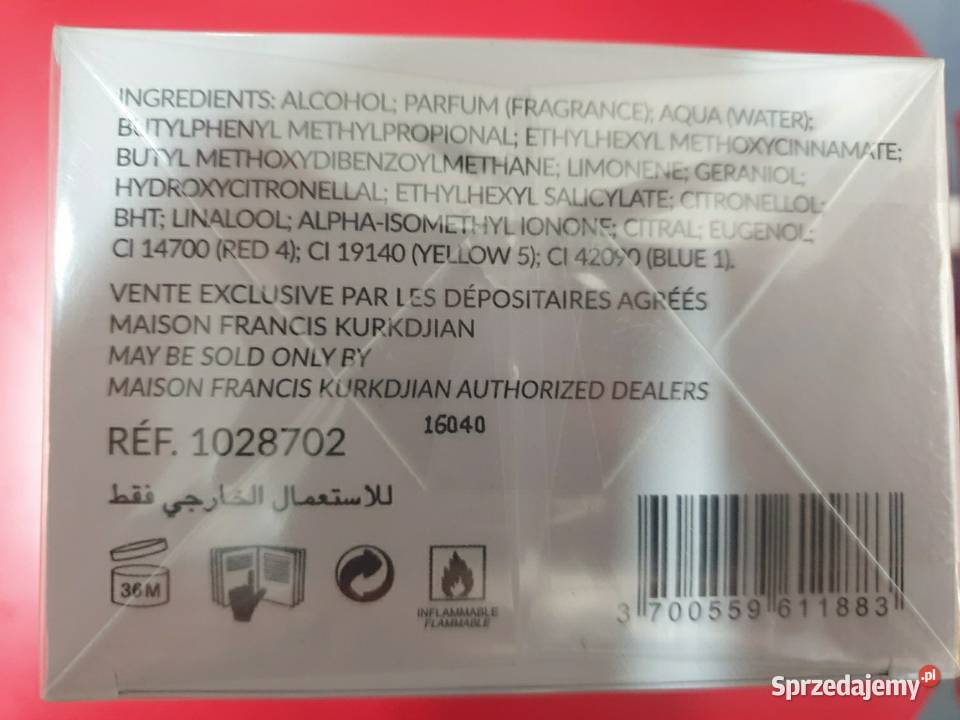 INGREDIENTS: ALCOHOL; PARFUM (FRAGRANCE); AQUA (WATER);
BUTYLPHENYL METHYLPROPIONAL; ETHYLHEXYL METHOXYCINNAMATE;
BUTYL METHOXYDIBENZOYLMETHANE; LIMONENE; GERANIOL;
HYDROXYCITRONELLAL; ETHYLHEXYL SALICYLATE; CITRONELLOL;
BHT; LINALOOL; ALPHA-ISOMETHYL IONONE; CITRAL; EUGENOL;
CI 14700 (RED 4); CI 19140 (YELLOW 5); CI 42090 (BLUE 1).
VENTE EXCLUSIVE PAR LES DÉPOSITAIRES AGRÉÉS
MAISON FRANCIS KURKDJIAN
MAY BE SOLD ONLY BY
MAISON FRANCIS KURKDJIAN AUTHORIZED DEALERS
16040
RÉF. 1028702
للاستعمال الخارجي فقط
36M
INFLAMMABLE
FLAMMABLE
3 700559 611883
Sprzedajemy.pl